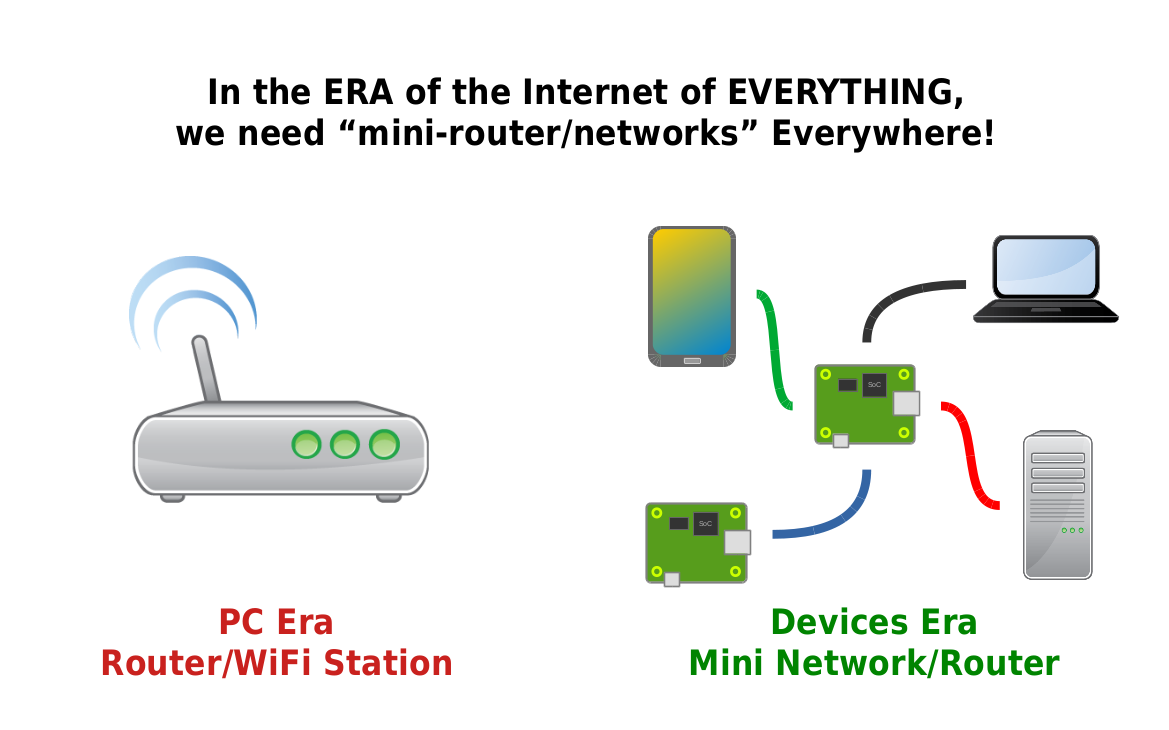 In the ERA of the Internet of EVERYTHING,
we need “mini-router/networks” Everywhere!
SoC
SoC
PC Era
Router/WiFi Station
Devices Era
Mini Network/Router